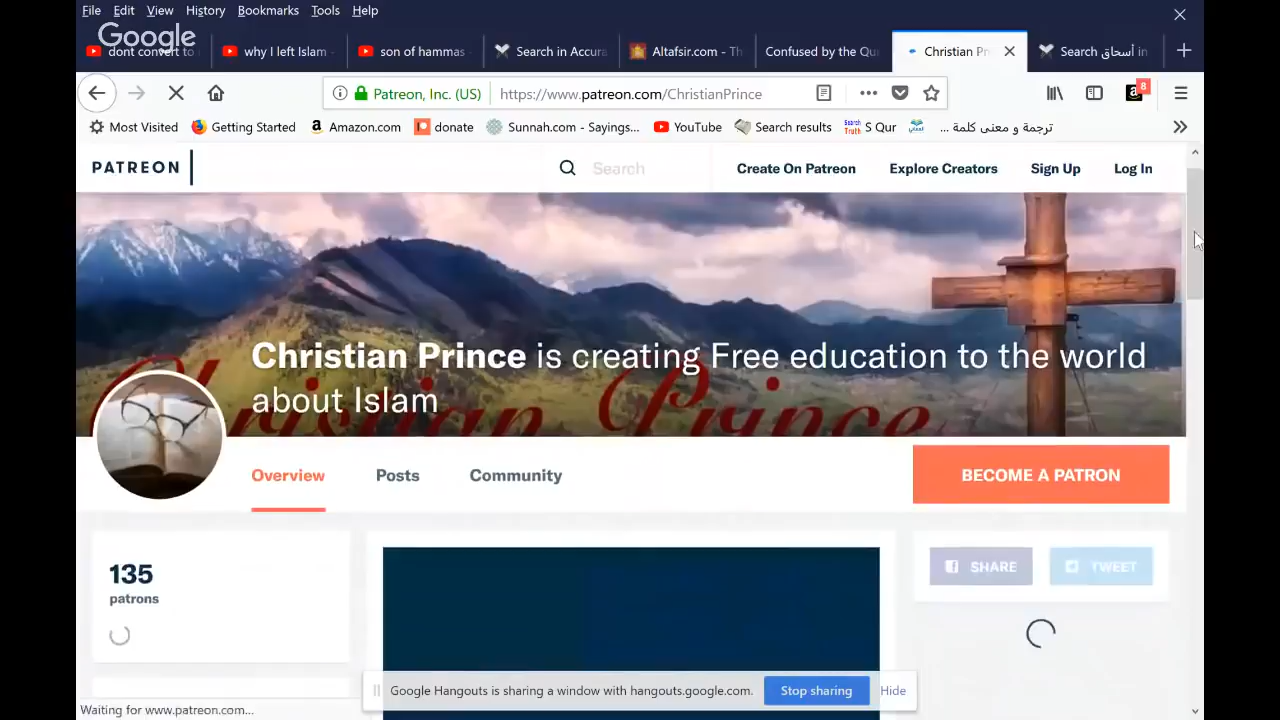 File Edit View History Bookmarks Tools Help
Google
dont convert to
why I left Islam -
son of hammas
Search in Accura
Altafsir.com - Th
Confused by the Qu
Christian Pr
Search أسحاق in
Patreon, Inc. (US)
https://www.patreon.com/ChristianPrince
8
Most Visited
Getting Started
Amazon.com
donate
Sunnah.com - Sayings...
YouTube
Search results
Search Truth
S Qur
ترجمة و معنى كلمة ...
PATREON
Search
Create On Patreon
Explore Creators
Sign Up
Log In
Christian Prince is creating Free education to the world
about Islam
Christian Prince
Overview
Posts
Community
BECOME A PATRON
135
patrons
SHARE
TWEET
Google Hangouts is sharing a window with hangouts.google.com.
Stop sharing
Hide
Waiting for www.patreon.com...